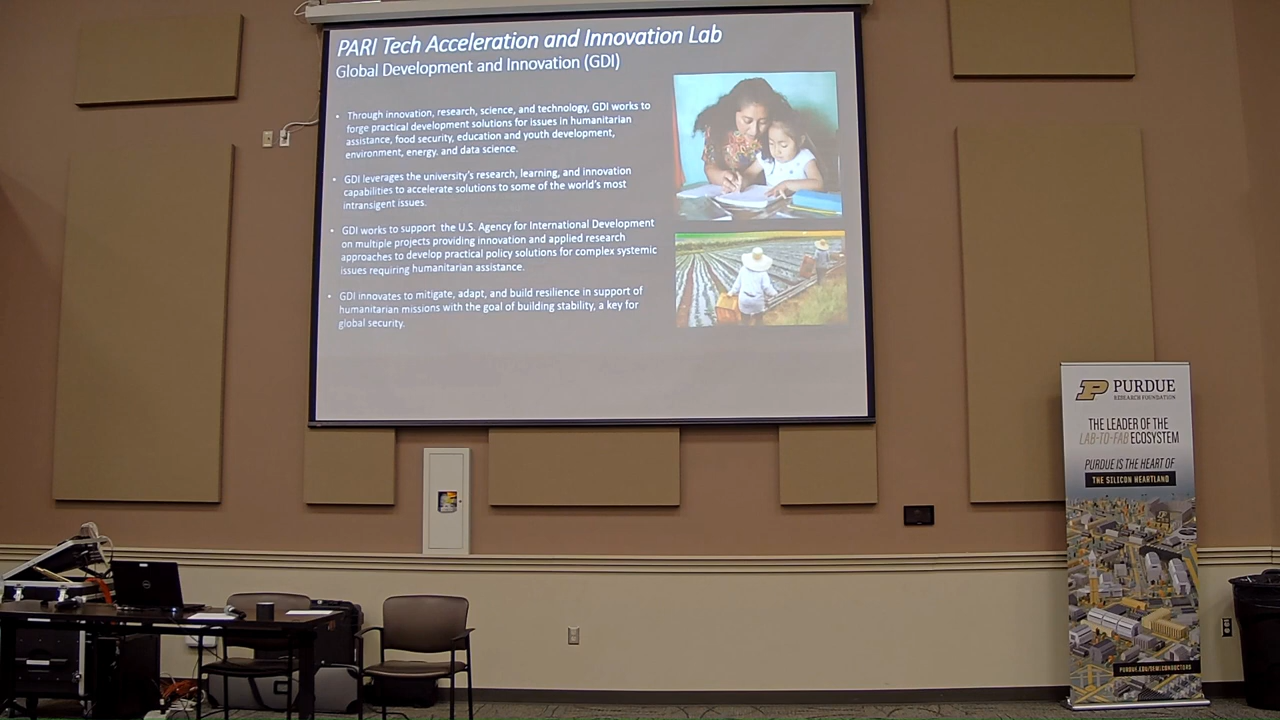 PARI Tech Acceleration and Innovation Lab
Global Development and Innovation (GDI)
• Through innovation, research, science, and technology, GDI works to
forge practical development solutions for issues in humanitarian
assistance, food security, education and youth development,
environment, energy, and data science.
• GDI leverages the university's research, learning, and innovation
capabilities to accelerate solutions to some of the world's most
intransigent issues.
• GDI works to support the U.S. Agency for International Development
on multiple projects providing innovation and applied research
approaches to develop practical policy solutions for complex systemic
issues requiring humanitarian assistance.
• GDI innovates to mitigate, adapt, and build resilience in support of
humanitarian missions with the goal of building stability, a key for
global security.
P PURDUE
RESEARCH FOUNDATION
THE LEADER OF THE
LAB-TO-FAB ECOSYSTEM
PURDUE IS THE HEART OF
THE SILICON HEARTLAND
PURDUE.EDU/SEMICONDUCTORS